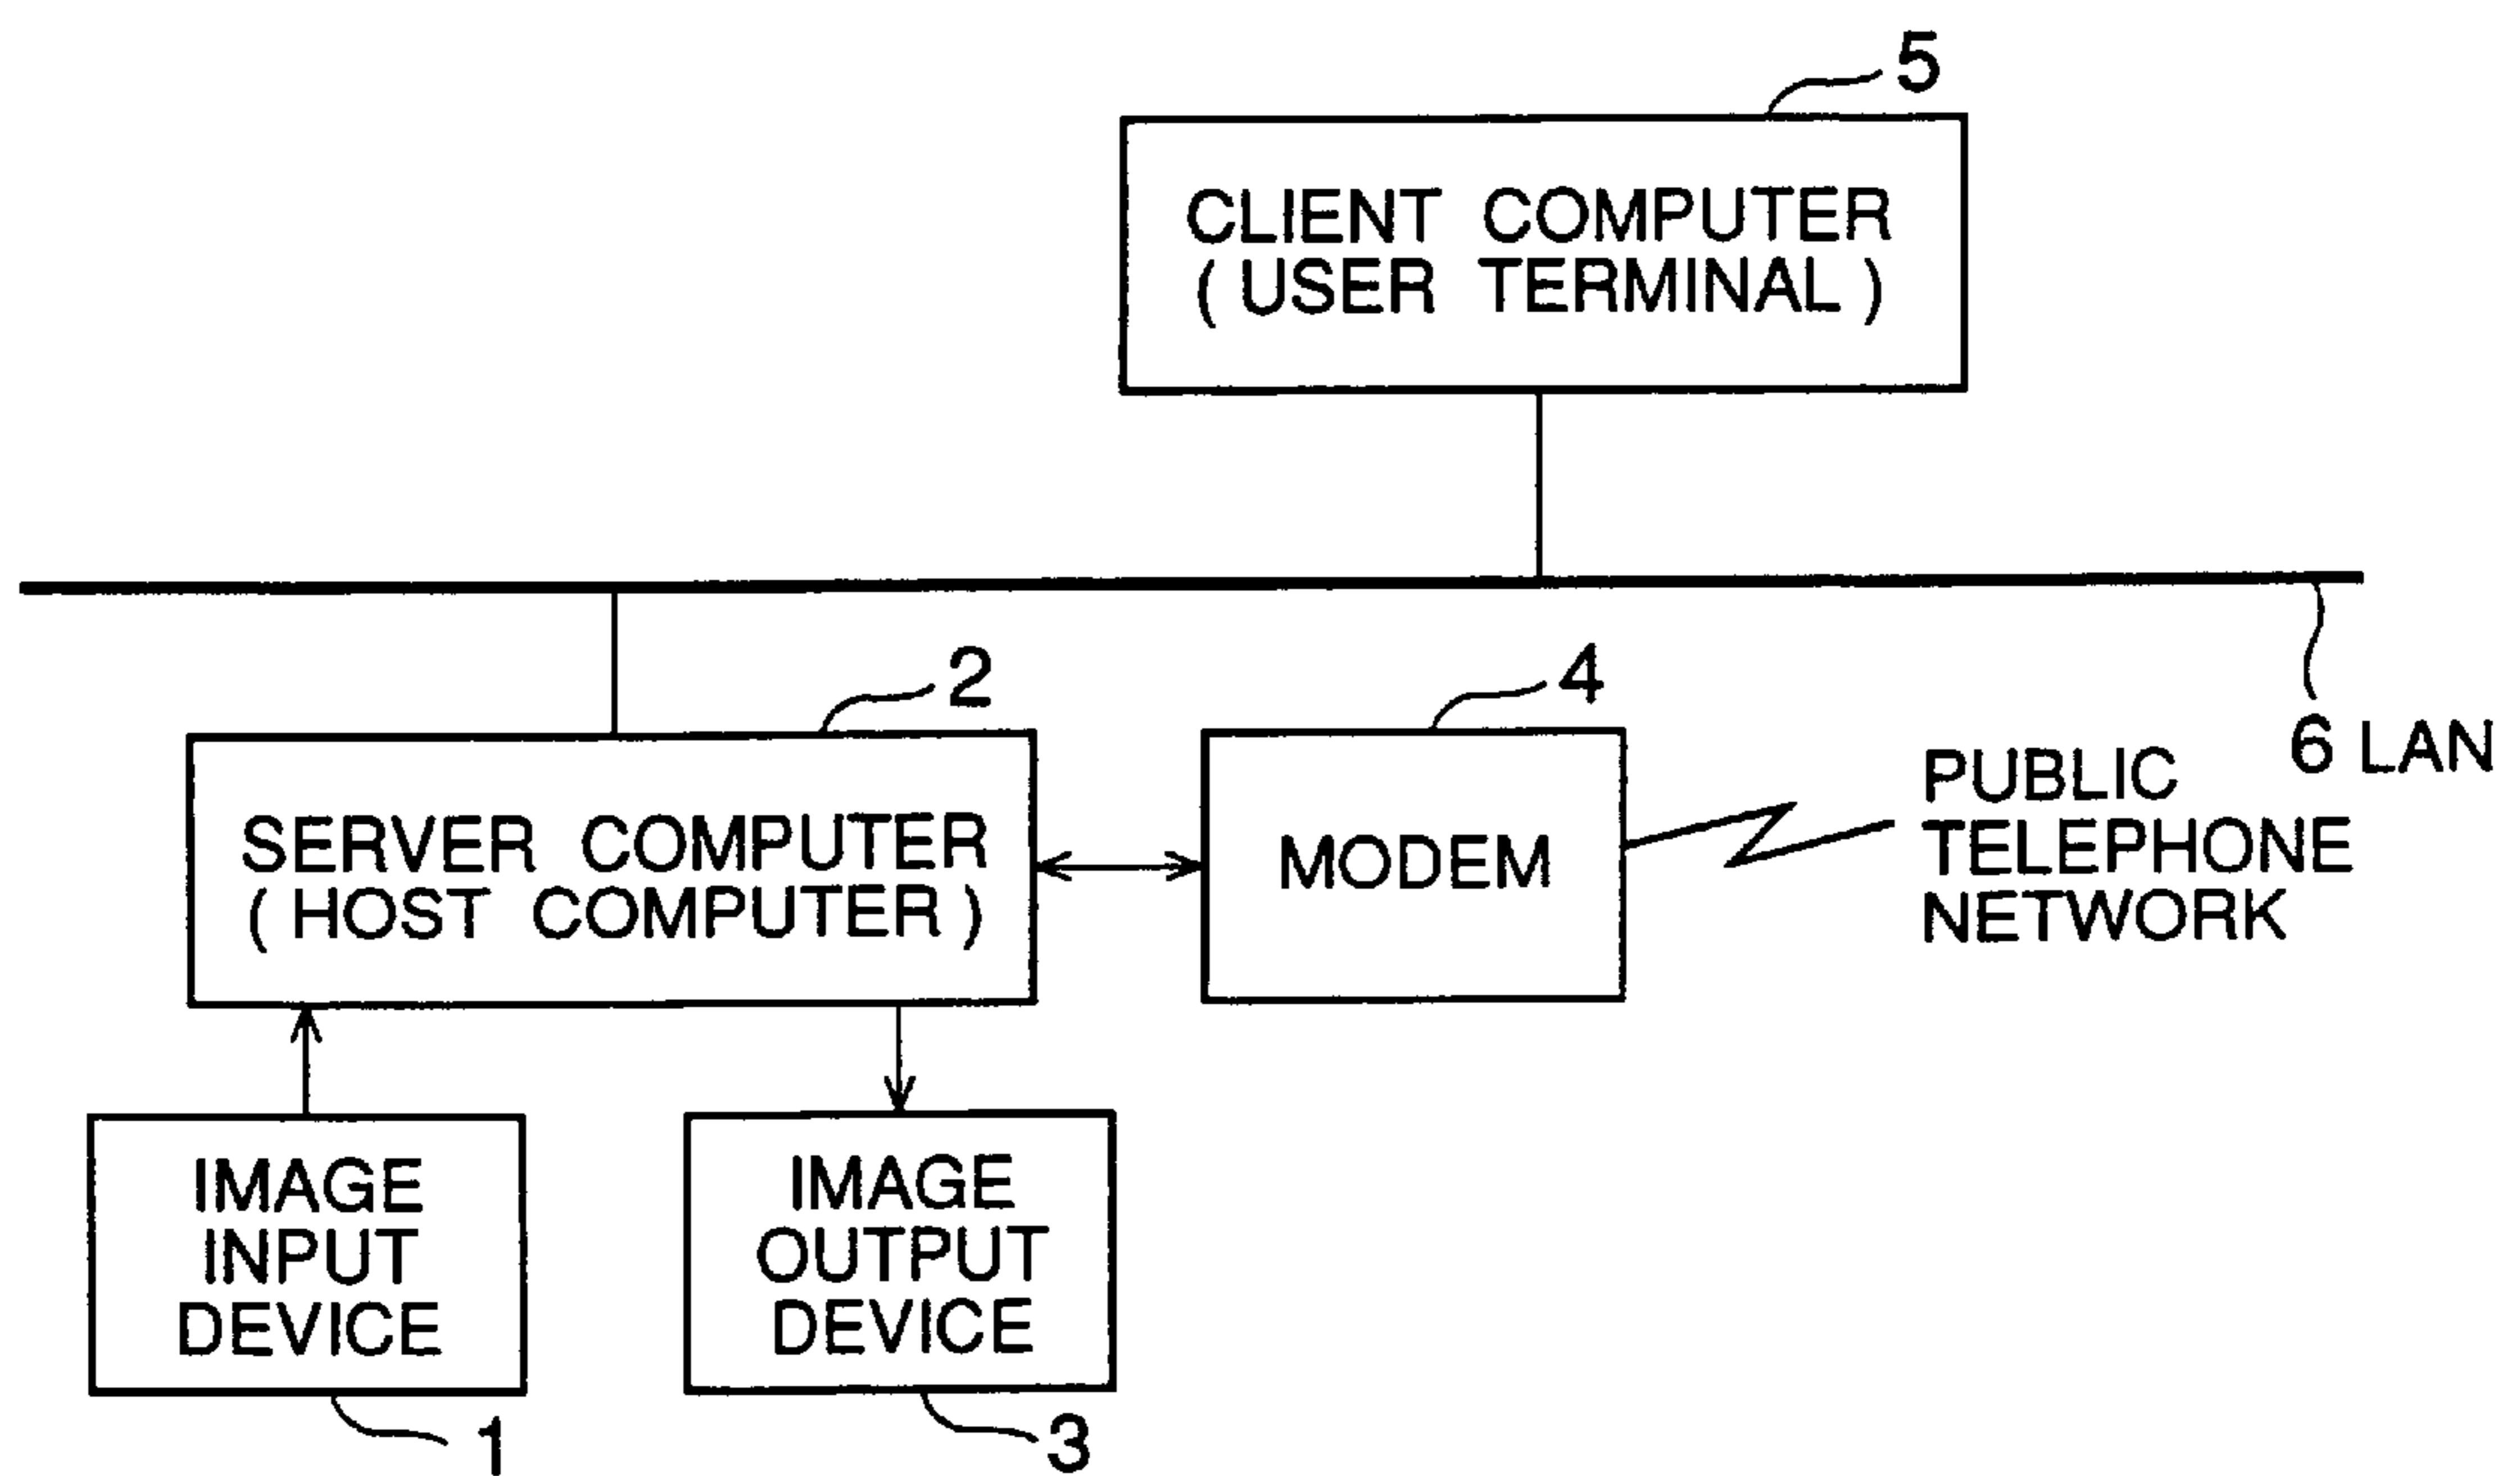 5
CLIENT COMPUTER
( USER TERMINAL )
2
4
6 LAN
SERVER COMPUTER
( HOST COMPUTER )
MODEM
PUBLIC
TELEPHONE
NETWORK
IMAGE
INPUT
DEVICE
IMAGE
OUTPUT
DEVICE
1
3